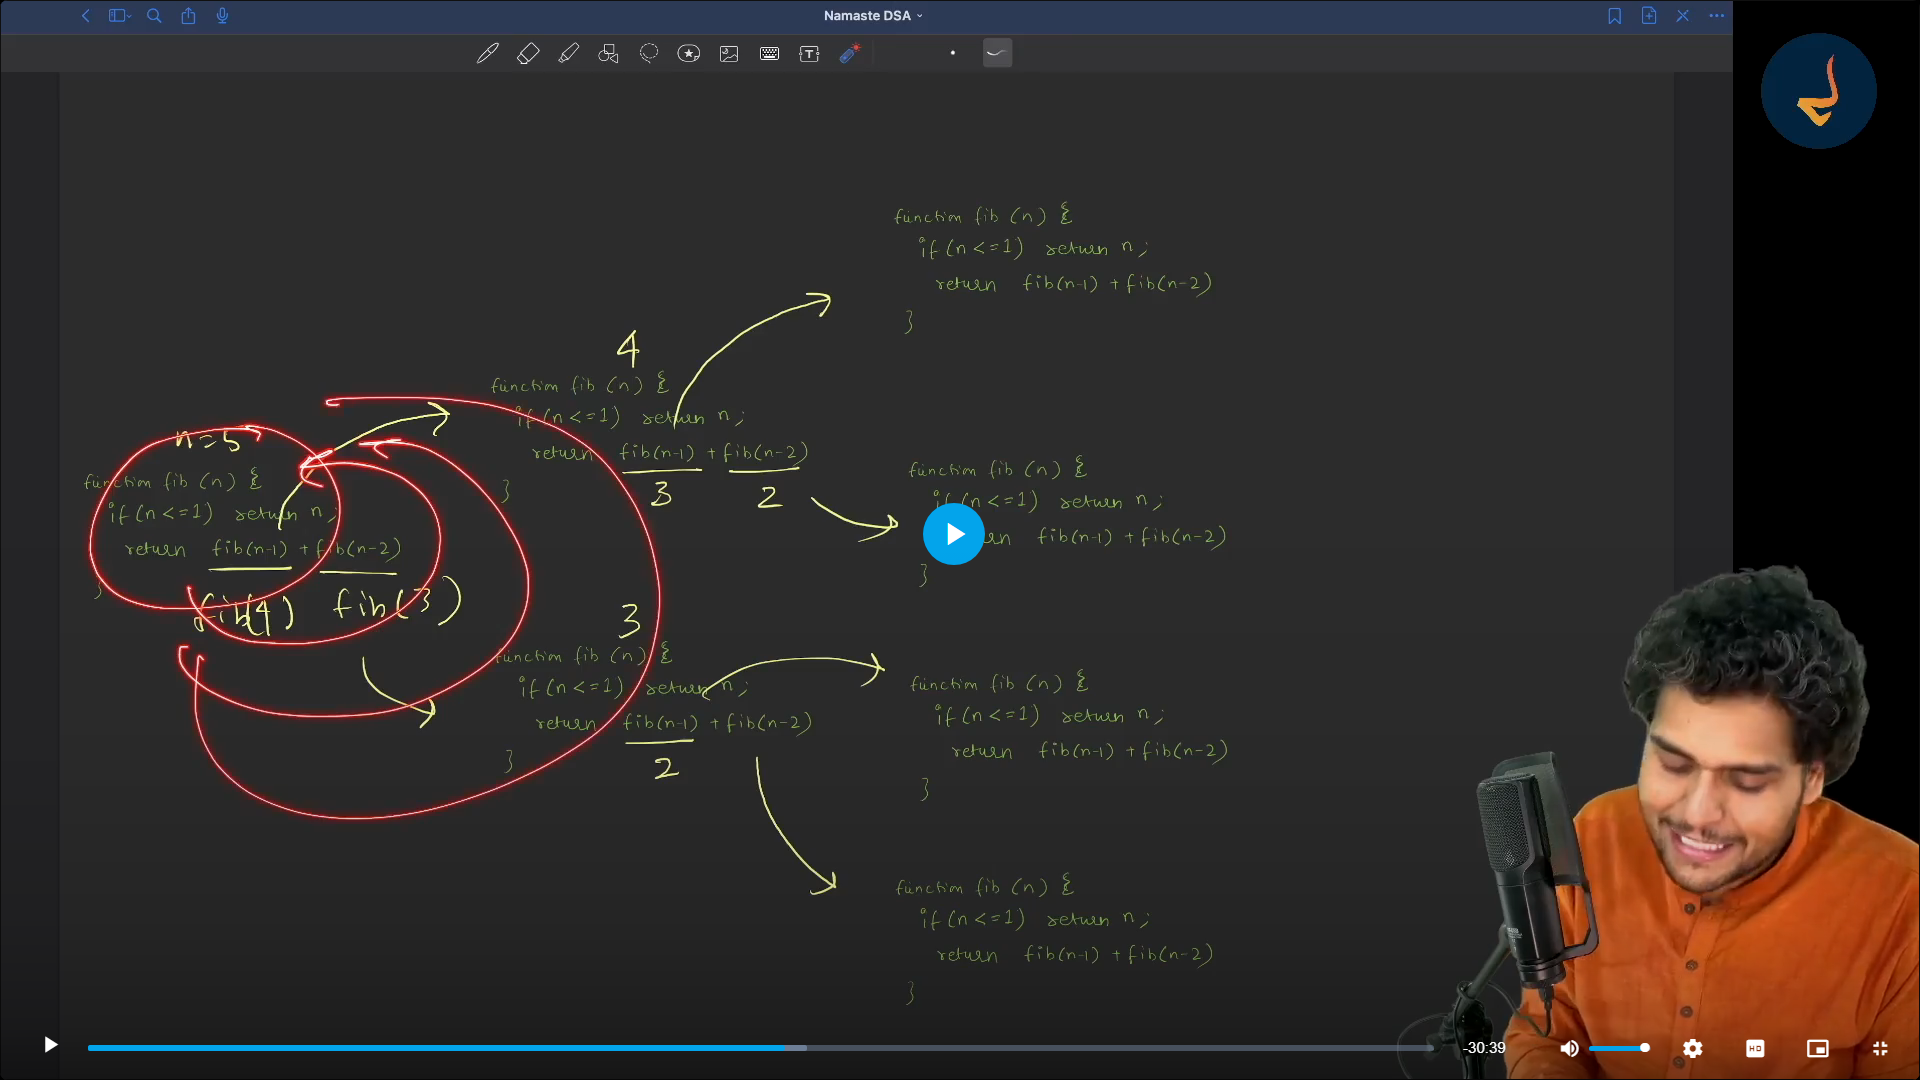 Namaste DSA
function fib (n) {
if (n <= 1) return n;
return fib(n-1) + fib(n-2)
}
4
function fib (n) {
if (n <= 1) return n;
return fib(n-1) + fib(n-2)
}
3 2
n = 5
function fib (n) {
if (n <= 1) return n;
return fib(n-1) + fib(n-2)
}
fib(4) fib(3)
function fib (n) {
if (n <= 1) return n;
fib(n-1) + fib(n-2)
}
3
function fib (n) {
if (n <= 1) return n;
return fib(n-1) + fib(n-2)
}
2
function fib (n) {
if (n <= 1) return n;
return fib(n-1) + fib(n-2)
}
function fib (n) {
if (n <= 1) return n;
return fib(n-1) + fib(n-2)
}
-30:39
HD